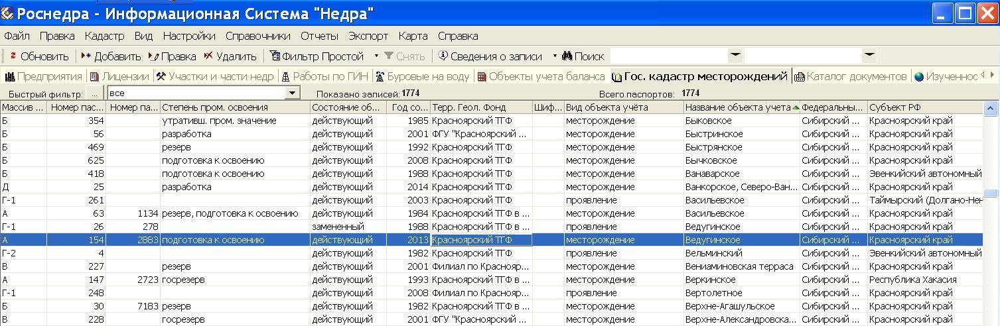 Роснедра - Информационная Система "Недра"
Файл Правка Кадастр Вид Настройки Справочники Отчеты Экспорт Карта Справка
Обновить Добавить Правка Удалить Фильтр Простой Снять Сведения о записи Поиск
Предприятия Лицензии Участки и части недр Работы по ГИН Буровые на воду Объекты учета баланса Гос. кадастр месторождений Каталог документов Изученнос
Быстрый фильтр: ... все Показано записей: 1774 Всего паспортов: 1774
Массив ... Номер пас... Номер па... Степень пром. освоения Состояние об... Год со... Терр. Геол. Фонд Шиф... Вид объекта учёта Название объекта учета Федеральны... Субъект РФ
Б 354 утративш. пром. значение действующий 1985 Красноярский ТГФ месторождение Быковское Сибирский ... Красноярский край
Б 56 разработка действующий 2001 ФГУ "Красноярский ... месторождение Быстринское Сибирский ... Красноярский край
Б 469 резерв действующий 1992 Красноярский ТГФ месторождение Быстрянское Сибирский ... Красноярский край
Б 625 подготовка к освоению действующий 2008 Красноярский ТГФ месторождение Бычковское Сибирский ... Красноярский край
Б 418 подготовка к освоению действующий 1988 Красноярский ТГФ месторождение Ванаварское Сибирский ... Эвенкийский автономный
Д 25 разработка действующий 2014 Красноярский ТГФ месторождение Ванкорское, Северо-Ван... Сибирский ... Красноярский край
Г-1 261 действующий 2003 Красноярский ТГФ проявление Васильевское Сибирский ... Таймырский (Долгано-Нен
А 63 1134 резерв, подготовка к освоению действующий 1984 Красноярский ТГФ в ... месторождение Васильевское Сибирский ... Красноярский край
Г-1 26 278 замененный 1988 Красноярский ТГФ в ... проявление Ведугинское Сибирский ... Красноярский край
А 154 2883 подготовка к освоению действующий 2013 Красноярский ТГФ месторождение Ведугинское Сибирский ... Красноярский край
Г-2 4 действующий 1982 Красноярский ТГФ проявление Вельминский Сибирский ... Эвенкийский автономный
В 227 резерв действующий 2001 Филиал по Краснояр... месторождение Вениаминовская терраса Сибирский ... Красноярский край
А 147 2723 госрезерв действующий 1993 Красноярский ТГФ в ... месторождение Веркинское Сибирский ... Республика Хакасия
Г-1 248 действующий 2008 Филиал по Краснояр... проявление Вертолетное Сибирский ... Красноярский край
Б 30 7183 резерв действующий 1982 Красноярский ТГФ в ... месторождение Верхне-Агашульское Сибирский ... Красноярский край
В 228 госрезерв действующий 2001 ФГУ "Красноярский ... месторождение Верхне-Александровска... Сибирский ... Красноярский край